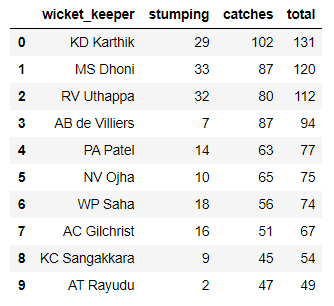 wicket_keeper stumping catches total
0 KD Karthik 29 102 131
1 MS Dhoni 33 87 120
2 RV Uthappa 32 80 112
3 AB de Villiers 7 87 94
4 PA Patel 14 63 77
5 NV Ojha 10 65 75
6 WP Saha 18 56 74
7 AC Gilchrist 16 51 67
8 KC Sangakkara 9 45 54
9 AT Rayudu 2 47 49